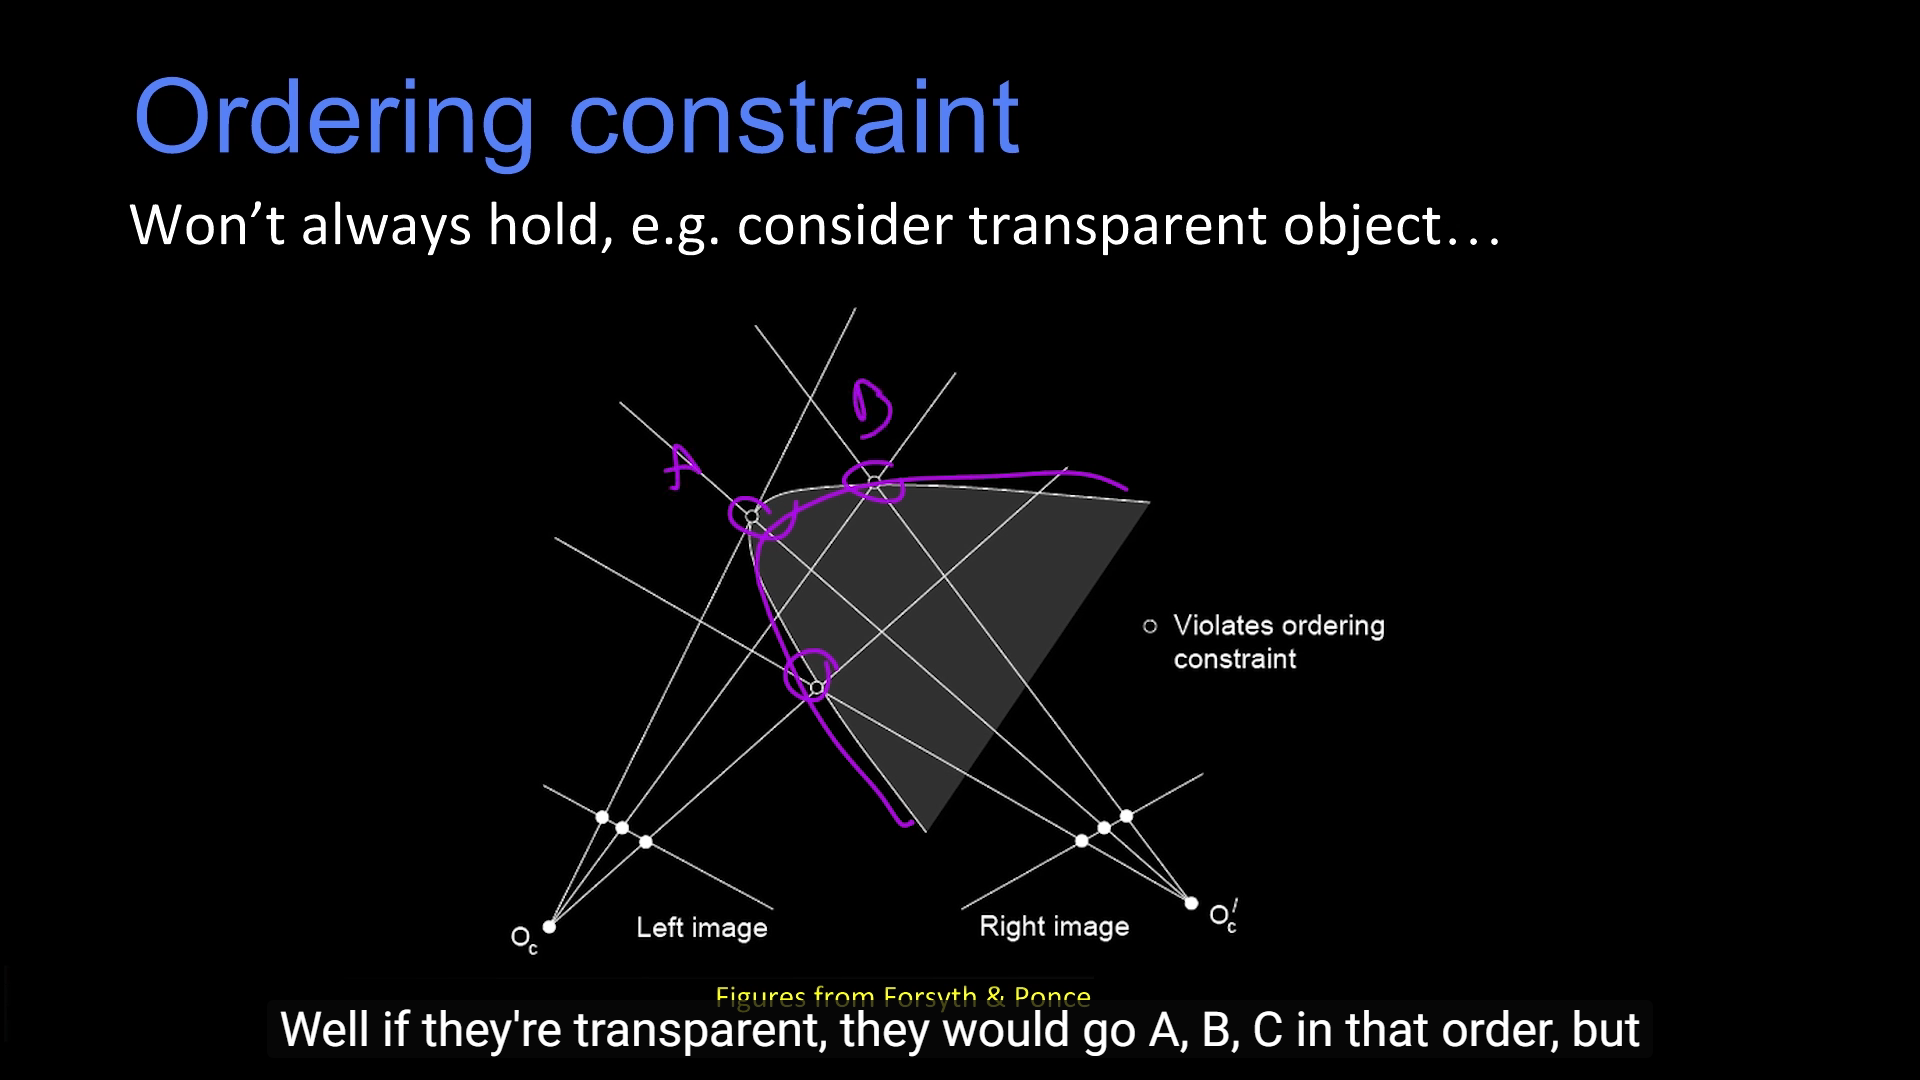 Ordering constraint
Won’t always hold, e.g. consider transparent object…
A
B
Violates ordering
constraint
Left image
Right image
Oc
O′c
Figures from Forsyth & Ponce
Well if they're transparent, they would go A, B, C in that order, but